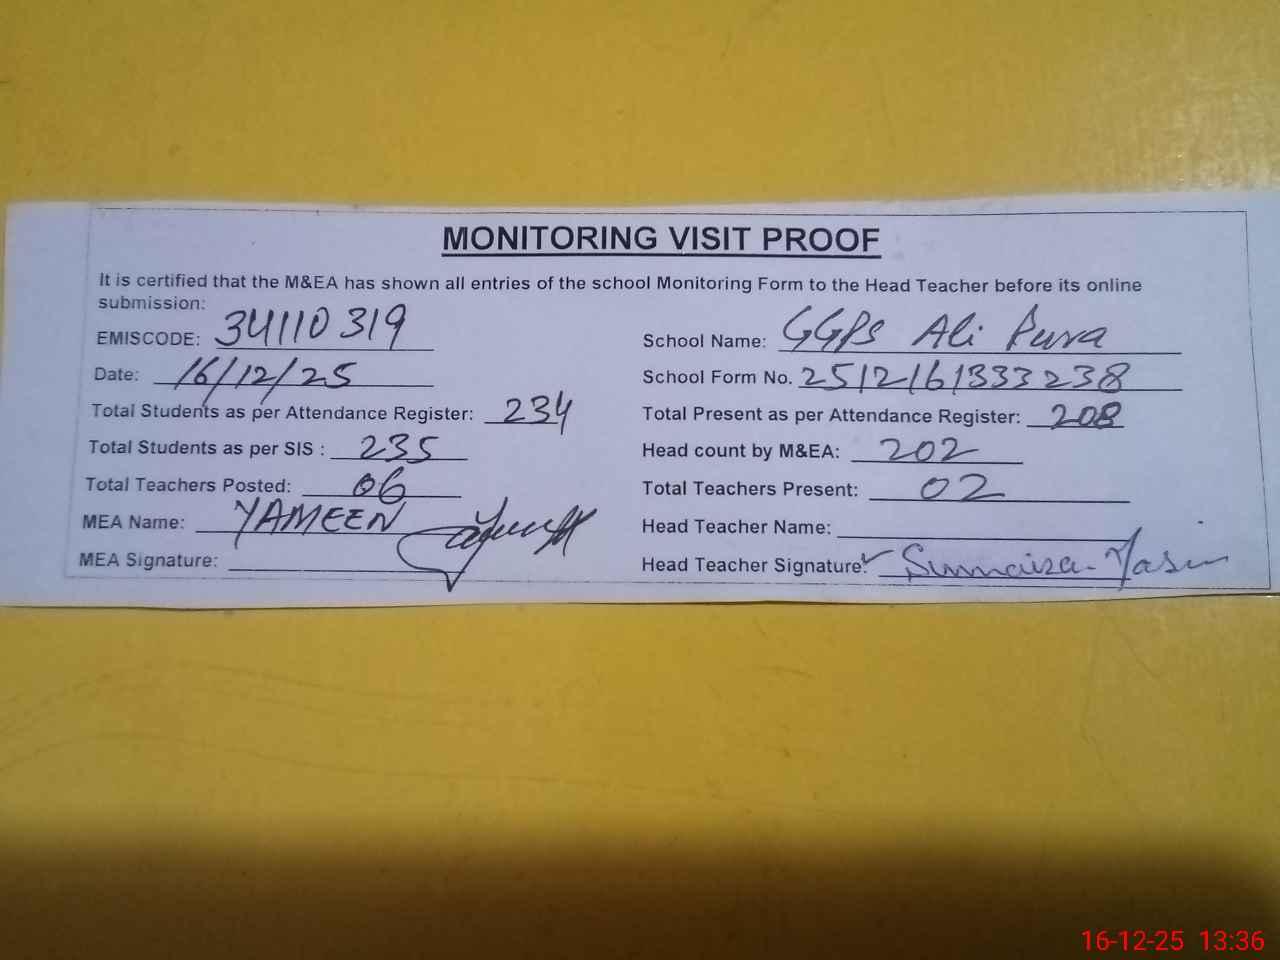 MONITORING VISIT PROOF
It is certified that the M&EA has shown all entries of the school Monitoring Form to the Head Teacher before its online
submission:
EMISCODE: 34110319 School Name: GGPS Ali Pura
Date: 16/12/25 School Form No. 2512161333238
Total Students as per Attendance Register: 234 Total Present as per Attendance Register: 208
Total Students as per SIS : 235 Head count by M&EA: 202
Total Teachers Posted: 06 Total Teachers Present: 02
MEA Name: YAMEEN Head Teacher Name:
MEA Signature: Head Teacher Signature: Sumaira Yasin
16-12-25 13:36